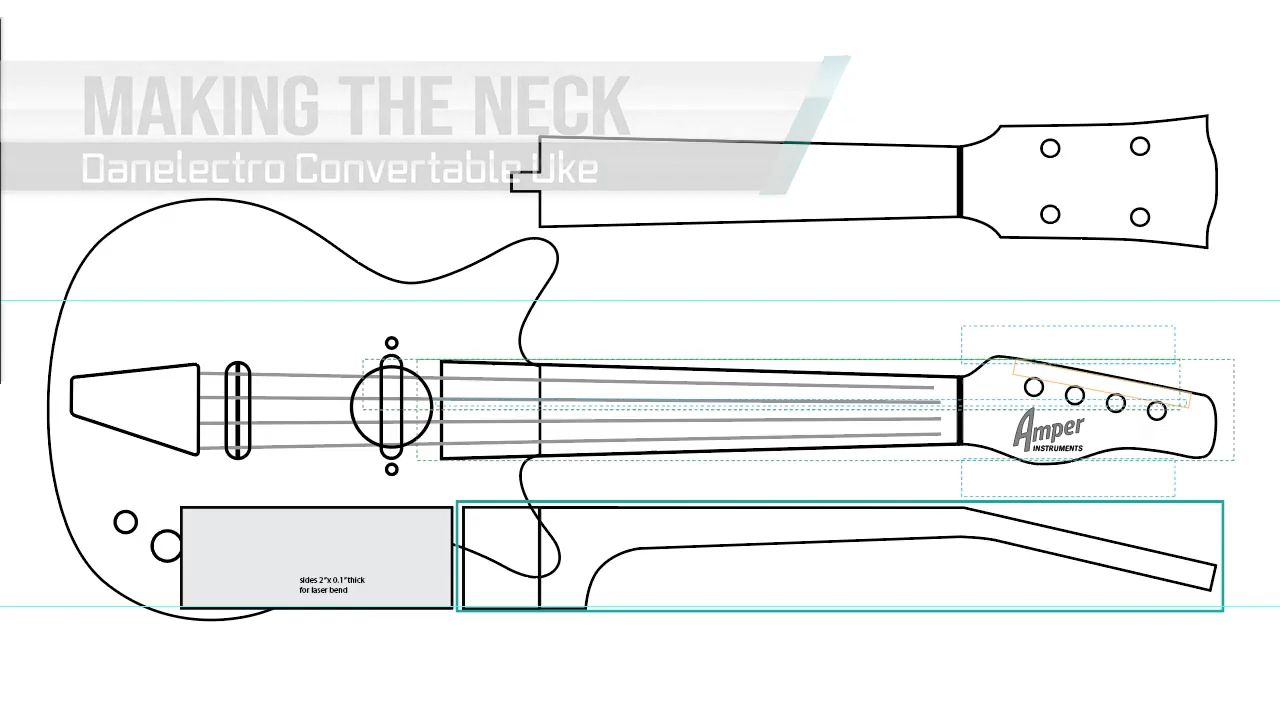 MAKING THE NECK
Danelectro Convertable Uke
Amper
INSTRUMENTS
sides 2"x 0.1"thick
for laser bend